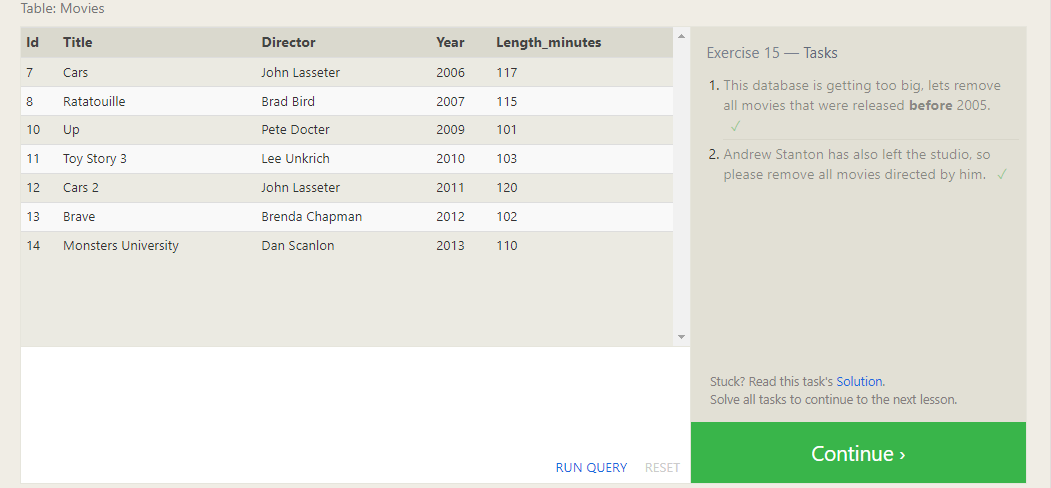 Table: Movies
Id Title Director Year Length_minutes
7 Cars John Lasseter 2006 117
8 Ratatouille Brad Bird 2007 115
10 Up Pete Docter 2009 101
11 Toy Story 3 Lee Unkrich 2010 103
12 Cars 2 John Lasseter 2011 120
13 Brave Brenda Chapman 2012 102
14 Monsters University Dan Scanlon 2013 110
RUN QUERY RESET
Exercise 15 — Tasks
1. This database is getting too big, lets remove
all movies that were released before 2005.
✓
2. Andrew Stanton has also left the studio, so
please remove all movies directed by him. ✓
Stuck? Read this task's Solution.
Solve all tasks to continue to the next lesson.
Continue ›